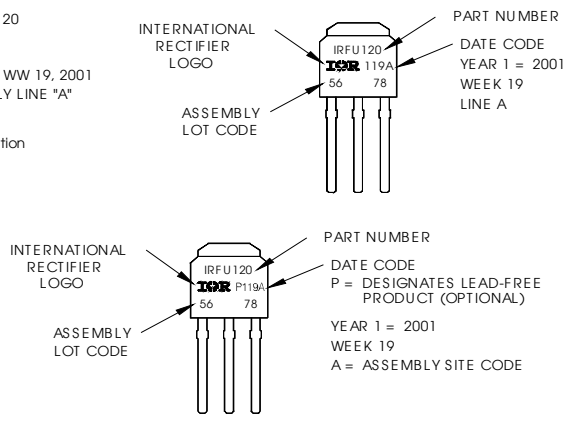 20
WW 19, 2001
Y LINE "A"
tion
INTERNATIONAL
RECTIFIER
LOGO
ASSEMBLY
LOT CODE
IRFU120
IOR 119A
56 78
PART NUMBER
DATE CODE
YEAR 1 = 2001
WEEK 19
LINE A
INTERNATIONAL
RECTIFIER
LOGO
ASSEMBLY
LOT CODE
IRFU120
IOR P119A
56 78
PART NUMBER
DATE CODE
P = DESIGNATES LEAD-FREE
PRODUCT (OPTIONAL)
YEAR 1 = 2001
WEEK 19
A = ASSEMBLY SITE CODE